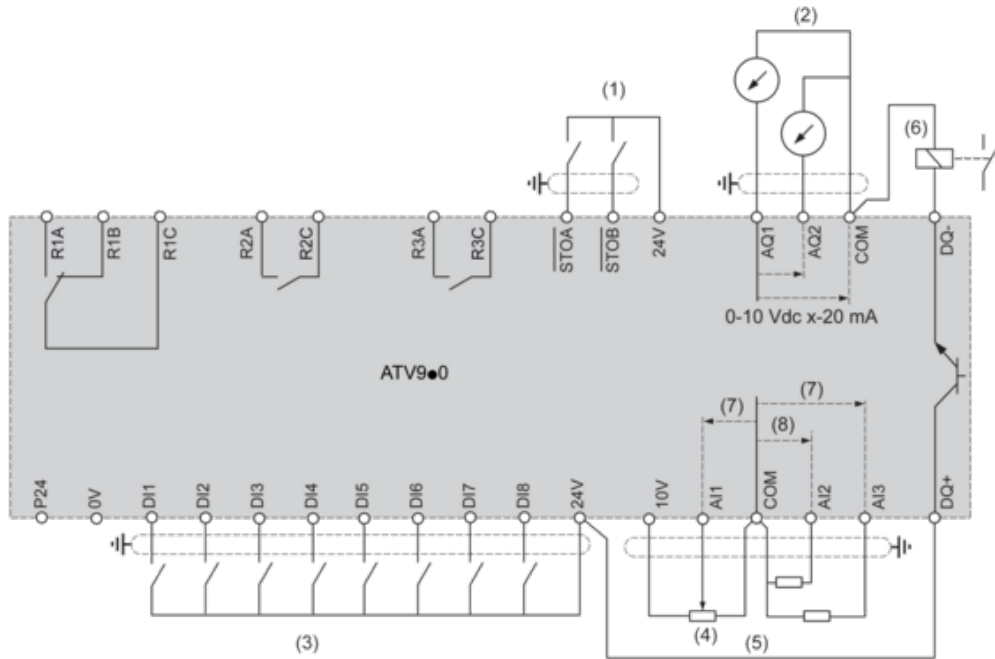 (2)
(1)
(6)
R1A
R1B
R1C
R2A
R2C
R3A
R3C
STOA
STOB
24V
AQ1
AQ2
COM
DQ-
0-10 Vdc x-20 mA
ATV9●0
(7)
(7)
(8)
P24
0V
DI1
DI2
DI3
DI4
DI5
DI6
DI7
DI8
24V
10V
AI1
COM
AI2
AI3
DQ+
(3)
(4)
(5)